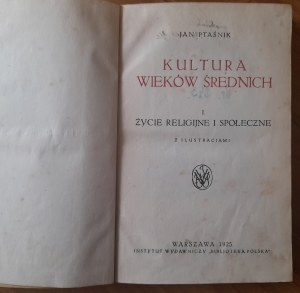 JAN PTAŚNIK
KULTURA
WIEKÓW ŚREDNICH
I
ŻYCIE RELIGIJNE I SPOŁECZNE
Z ILUSTRACJAMI
WARSZAWA, 1925
INSTYTUT WYDAWNICZY „BIBLJOTEKA POLSKA"